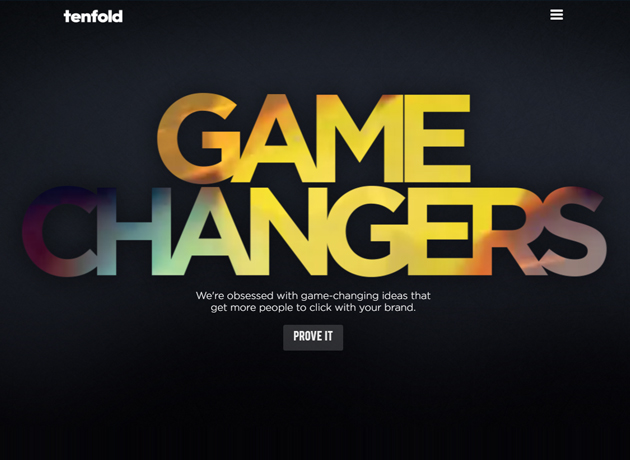 tenfold
GAME
CHANGERS
We're obsessed with game-changing ideas that
get more people to click with your brand.
PROVE IT